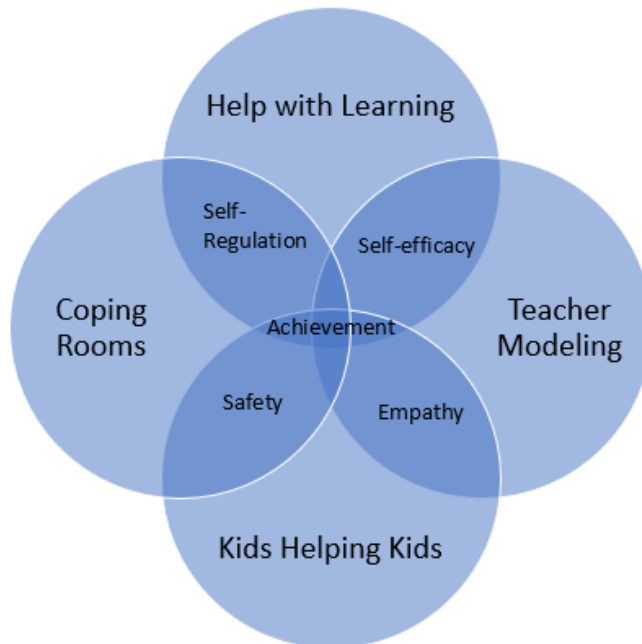 Help with Learning
Self-
Regulation
Self-efficacy
Coping
Rooms
Achievement
Teacher
Modeling
Safety
Empathy
Kids Helping Kids